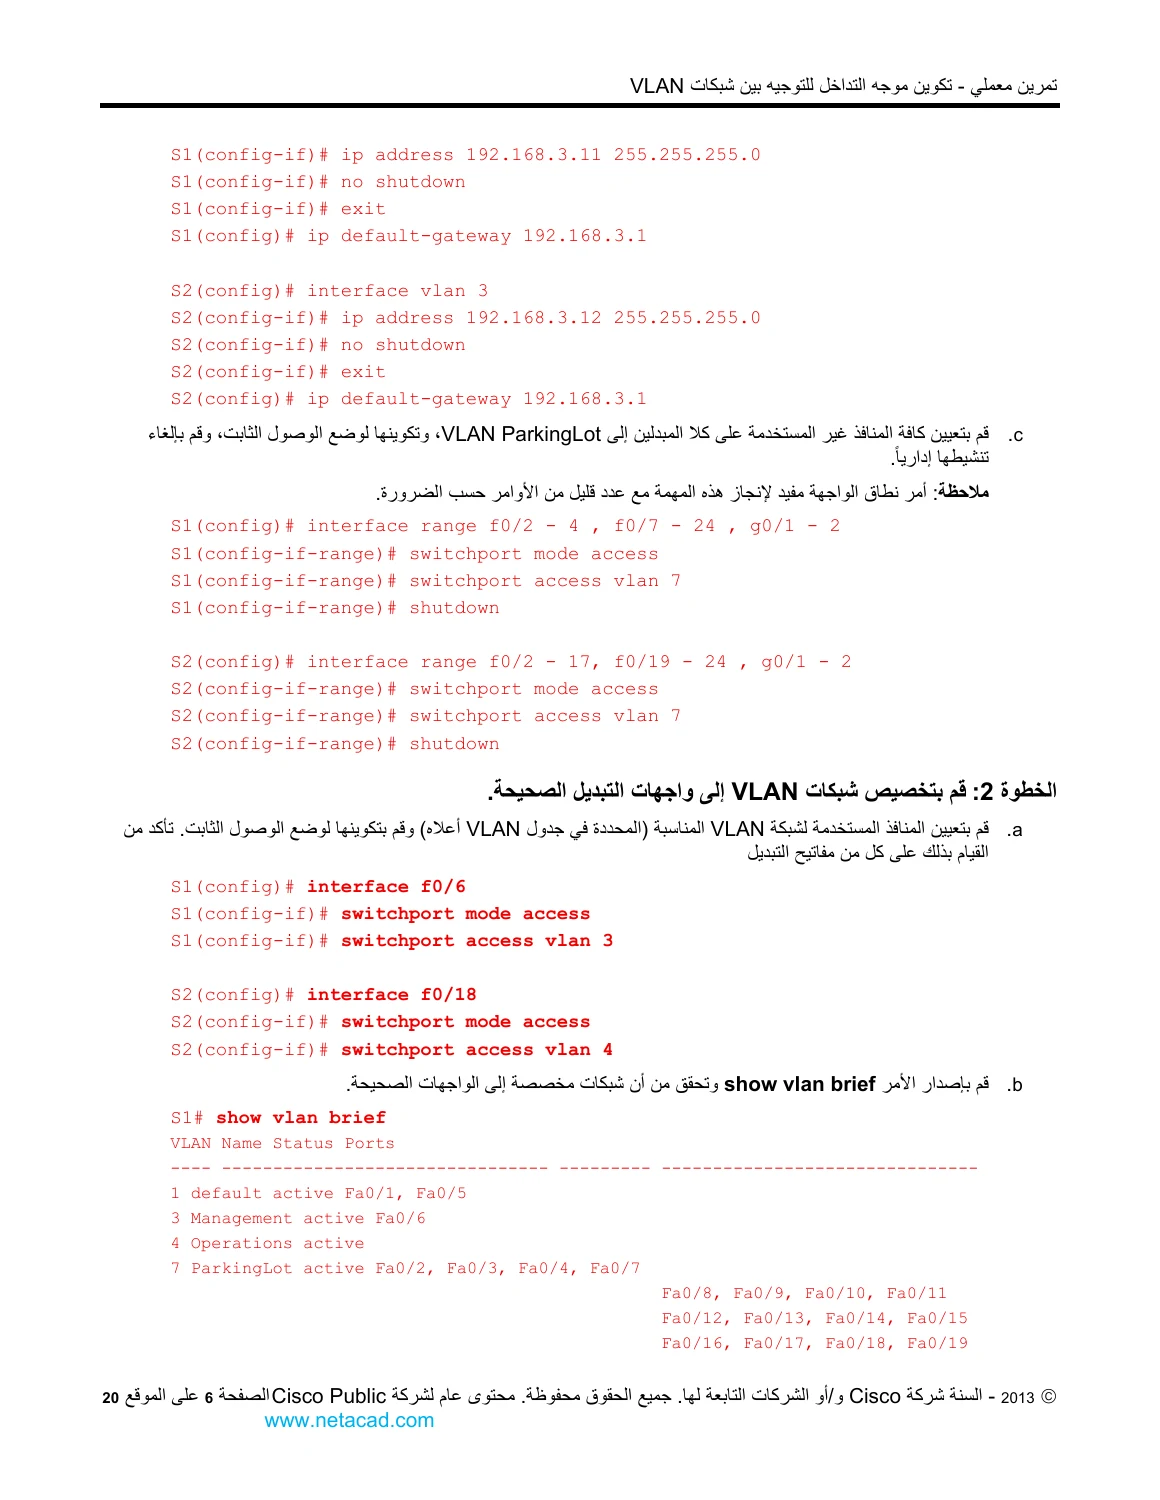 تمرين معملي - تكوين موجه التداخل للتوجيه بين شبكات VLAN
S1(config-if)# ip address 192.168.3.11 255.255.255.0
S1(config-if)# no shutdown
S1(config-if)# exit
S1(config)# ip default-gateway 192.168.3.1
S2(config)# interface vlan 3
S2(config-if)# ip address 192.168.3.12 255.255.255.0
S2(config-if)# no shutdown
S2(config-if)# exit
S2(config)# ip default-gateway 192.168.3.1
c. قم بتعيين كافة المنافذ غير المستخدمة على كلا المبدلين إلى VLAN ParkingLot، وتكوينها لوضع الوصول الثابت، وقم بإلغاء
تنشيطها إدارياً.
ملاحظة: أمر نطاق الواجهة مفيد لإنجاز هذه المهمة مع عدد قليل من الأوامر حسب الضرورة.
S1(config)# interface range f0/2 - 4 , f0/7 - 24 , g0/1 - 2
S1(config-if-range)# switchport mode access
S1(config-if-range)# switchport access vlan 7
S1(config-if-range)# shutdown
S2(config)# interface range f0/2 - 17, f0/19 - 24 , g0/1 - 2
S2(config-if-range)# switchport mode access
S2(config-if-range)# switchport access vlan 7
S2(config-if-range)# shutdown
الخطوة 2: قم بتخصيص شبكات VLAN إلى واجهات التبديل الصحيحة.
a. قم بتعيين المنافذ المستخدمة لشبكة VLAN المناسبة (المحددة في جدول VLAN أعلاه) وقم بتكوينها لوضع الوصول الثابت. تأكد من
القيام بذلك على كل من مفاتيح التبديل
S1(config)# interface f0/6
S1(config-if)# switchport mode access
S1(config-if)# switchport access vlan 3
S2(config)# interface f0/18
S2(config-if)# switchport mode access
S2(config-if)# switchport access vlan 4
b. قم بإصدار الأمر show vlan brief وتحقق من أن شبكات مخصصة إلى الواجهات الصحيحة.
S1# show vlan brief
VLAN Name Status Ports
---- -------------------------------- --------- -------------------------------
1 default active Fa0/1, Fa0/5
3 Management active Fa0/6
4 Operations active
7 ParkingLot active Fa0/2, Fa0/3, Fa0/4, Fa0/7
Fa0/8, Fa0/9, Fa0/10, Fa0/11
Fa0/12, Fa0/13, Fa0/14, Fa0/15
Fa0/16, Fa0/17, Fa0/18, Fa0/19
© 2013 - السنة شركة Cisco و/أو الشركات التابعة لها. جميع الحقوق محفوظة. محتوى عام لشركة Cisco Public الصفحة 6 على الموقع 20
www.netacad.com